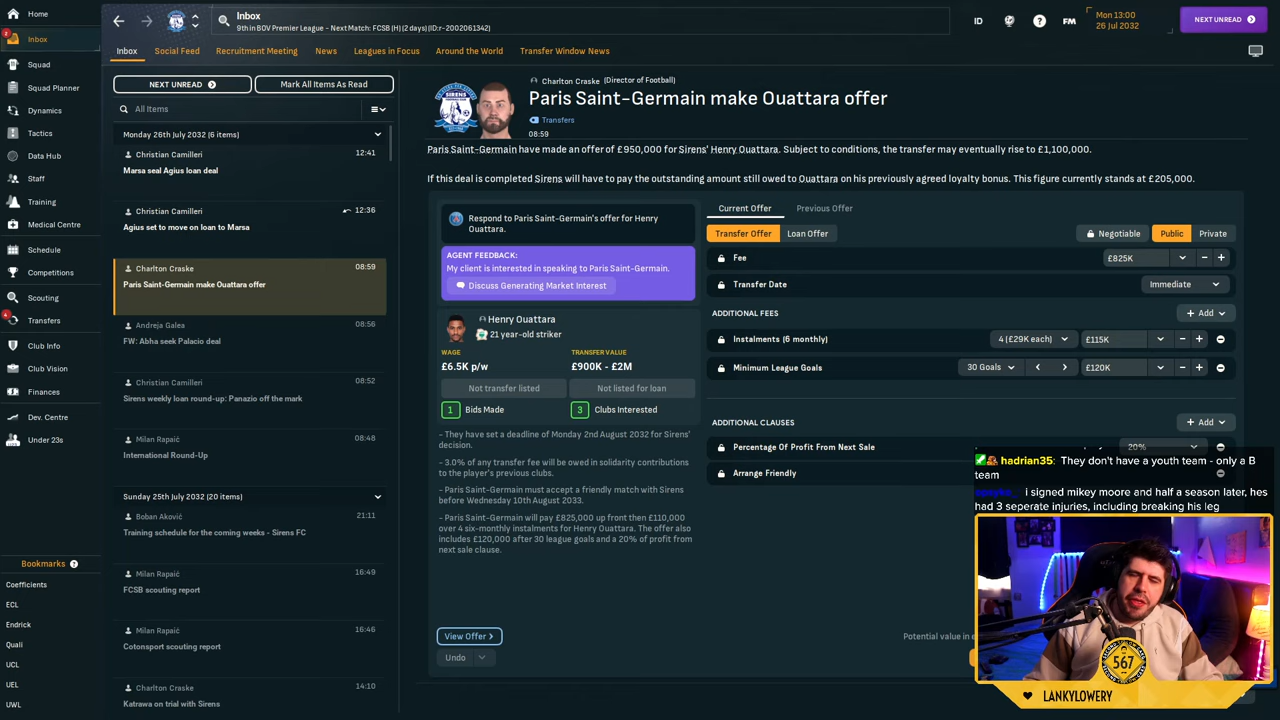 Home
Inbox
2
Squad
Squad Planner
Dynamics
Tactics
Data Hub
Staff
Training
Medical Centre
Schedule
Competitions
Scouting
4
Transfers
Club Info
Club Vision
Finances
Dev. Centre
Under 23s
Bookmarks ?
Coefficients
ECL
Endrick
Quali
UCL
UEL
UWL
Inbox
9th in BOV Premier League - Next Match: FCSB (H) (2 days) (ID:r-2002061342)
ID
?
FM
Mon 13:00
26 Jul 2032
NEXT UNREAD
Inbox
Social Feed
Recruitment Meeting
News
Leagues in Focus
Around the World
Transfer Window News
NEXT UNREAD
Mark All Items As Read
All Items
Monday 26th July 2032 (6 items)
Christian Camilleri 12:41
Marsa seal Agius loan deal
Christian Camilleri 12:36
Agius set to move on loan to Marsa
Charlton Craske 08:59
Paris Saint-Germain make Ouattara offer
Andreja Galea 08:56
FW: Abha seek Palacio deal
Christian Camilleri 08:52
Sirens weekly loan round-up: Panazio off the mark
Milan Rapaić 08:48
International Round-Up
Sunday 25th July 2032 (20 items)
Boban Aković 21:11
Training schedule for the coming weeks - Sirens FC
Milan Rapaić 16:49
FCSB scouting report
Milan Rapaić 16:46
Cotonsport scouting report
Charlton Craske 14:10
Katrawa on trial with Sirens
SIRENS
Charlton Craske (Director of Football)
Paris Saint-Germain make Ouattara offer
Transfers
08:59
Paris Saint-Germain have made an offer of £950,000 for Sirens' Henry Ouattara. Subject to conditions, the transfer may eventually rise to £1,100,000.
If this deal is completed Sirens will have to pay the outstanding amount still owed to Ouattara on his previously agreed loyalty bonus. This figure currently stands at £205,000.
Respond to Paris Saint-Germain's offer for Henry
Ouattara.
AGENT FEEDBACK:
My client is interested in speaking to Paris Saint-Germain.
Discuss Generating Market Interest
Henry Ouattara
21 year-old striker
WAGE
TRANSFER VALUE
£6.5K p/w
£900K - £2M
Not transfer listed
Not listed for loan
1 Bids Made
3 Clubs Interested
- They have set a deadline of Monday 2nd August 2032 for Sirens'
decision.
- 3.0% of any transfer fee will be owed in solidarity contributions
to the player's previous clubs.
- Paris Saint-Germain must accept a friendly match with Sirens
before Wednesday 10th August 2033.
- Paris Saint-Germain will pay £825,000 up front then £110,000
over 4 six-monthly instalments for Henry Ouattara. The offer also
includes £120,000 after 30 league goals and a 20% of profit from
next sale clause.
View Offer
Undo
Current Offer
Previous Offer
Transfer Offer
Loan Offer
Negotiable
Public
Private
Fee
£825K
Transfer Date
Immediate
ADDITIONAL FEES
+ Add
Instalments (6 monthly)
4 (£29K each)
£115K
Minimum League Goals
30 Goals
£120K
ADDITIONAL CLAUSES
+ Add
Percentage Of Profit From Next Sale
20%
Arrange Friendly
Potential value in e
hadrian35: They don't have a youth team - only a B
team
i signed mikey moore and half a season later, hes
had 3 seperate injuries, including breaking his leg
567
LANKYLOWERY